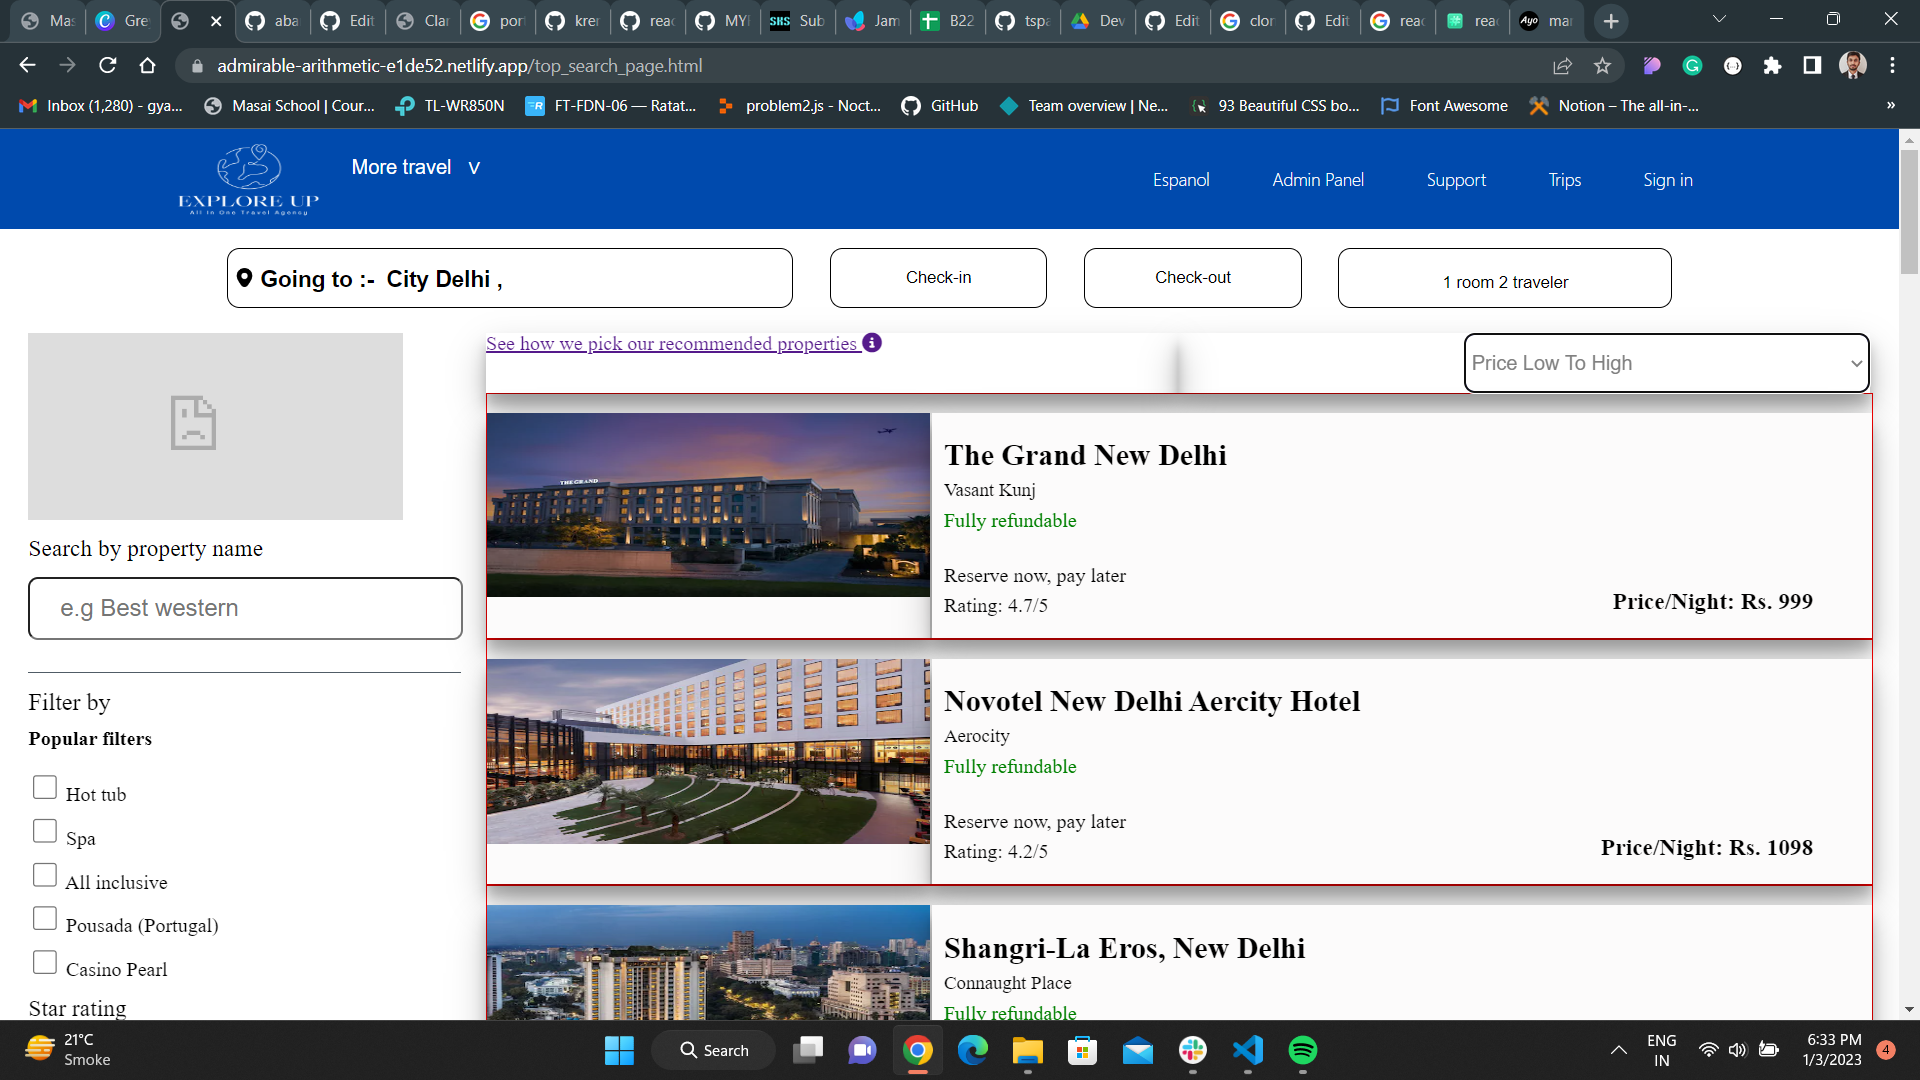 Mas
Gre
aba
Edit
Clar
port
krer
reac
MYI
SKS Sub
Jam
B22
tspa
Dev
Edit
clor
Edit
reac
reac
Ayo mar
admirable-arithmetic-e1de52.netlify.app/top_search_page.html
Inbox (1,280) - gya...
Masai School | Cour...
TL-WR850N
FT-FDN-06 — Ratat...
problem2.js - Noct...
GitHub
Team overview | Ne...
93 Beautiful CSS bo...
Font Awesome
Notion – The all-in-...
»
EXPLORE UP
All In One Travel Agency
More travel V
Espanol
Admin Panel
Support
Trips
Sign in
Going to :- City Delhi ,
Check-in
Check-out
1 room 2 traveler
See how we pick our recommended properties
Price Low To High
Search by property name
e.g Best western
Filter by
Popular filters
Hot tub
Spa
All inclusive
Pousada (Portugal)
Casino Pearl
Star rating
THE GRAND
The Grand New Delhi
Vasant Kunj
Fully refundable
Reserve now, pay later
Rating: 4.7/5
Price/Night: Rs. 999
Novotel New Delhi Aercity Hotel
Aerocity
Fully refundable
Reserve now, pay later
Rating: 4.2/5
Price/Night: Rs. 1098
Shangri-La Eros, New Delhi
Connaught Place
Fully refundable
21°C
Smoke
Search
ENG
IN
6:33 PM
1/3/2023
4